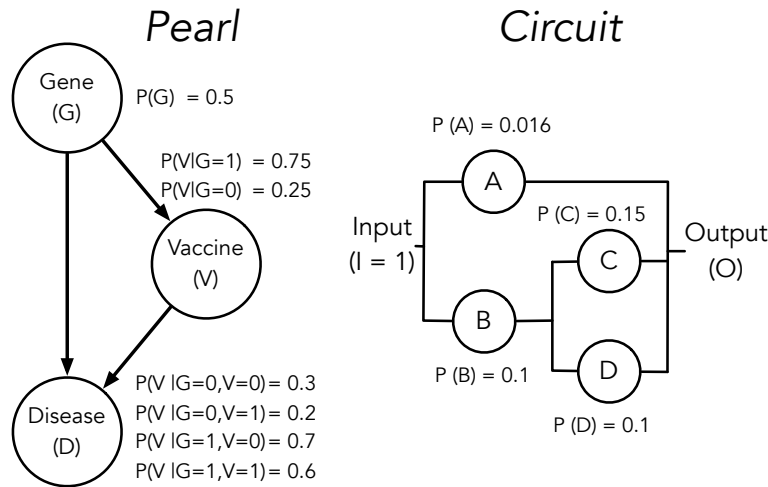 Pearl
Gene
(G)
P(G) = 0.5
P(V|G=1) = 0.75
P(V|G=0) = 0.25
Vaccine
(V)
Disease
(D)
P(V |G=0,V=0)= 0.3
P(V |G=0,V=1)= 0.2
P(V |G=1,V=0)= 0.7
P(V |G=1,V=1)= 0.6
Circuit
P (A) = 0.016
A
P (C) = 0.15
Input
(I = 1)
C
Output
(O)
B
P (B) = 0.1
D
P (D) = 0.1